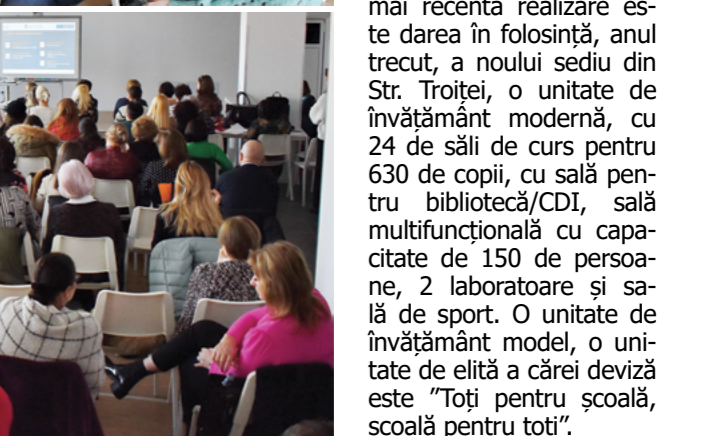 mai recentă realizare es-
te darea în folosință, anul
trecut, a noului sediu din
Str. Troiței, o unitate de
învățământ modernă, cu
24 de săli de curs pentru
630 de copii, cu sală pen-
tru bibliotecă/CDI, sală
multifuncțională cu capa-
citate de 150 de persoa-
ne, 2 laboratoare și sa-
lă de sport. O unitate de
învățământ model, o uni-
tate de elită a cărei deviză
este ”Toți pentru școală,
școală pentru toți”.